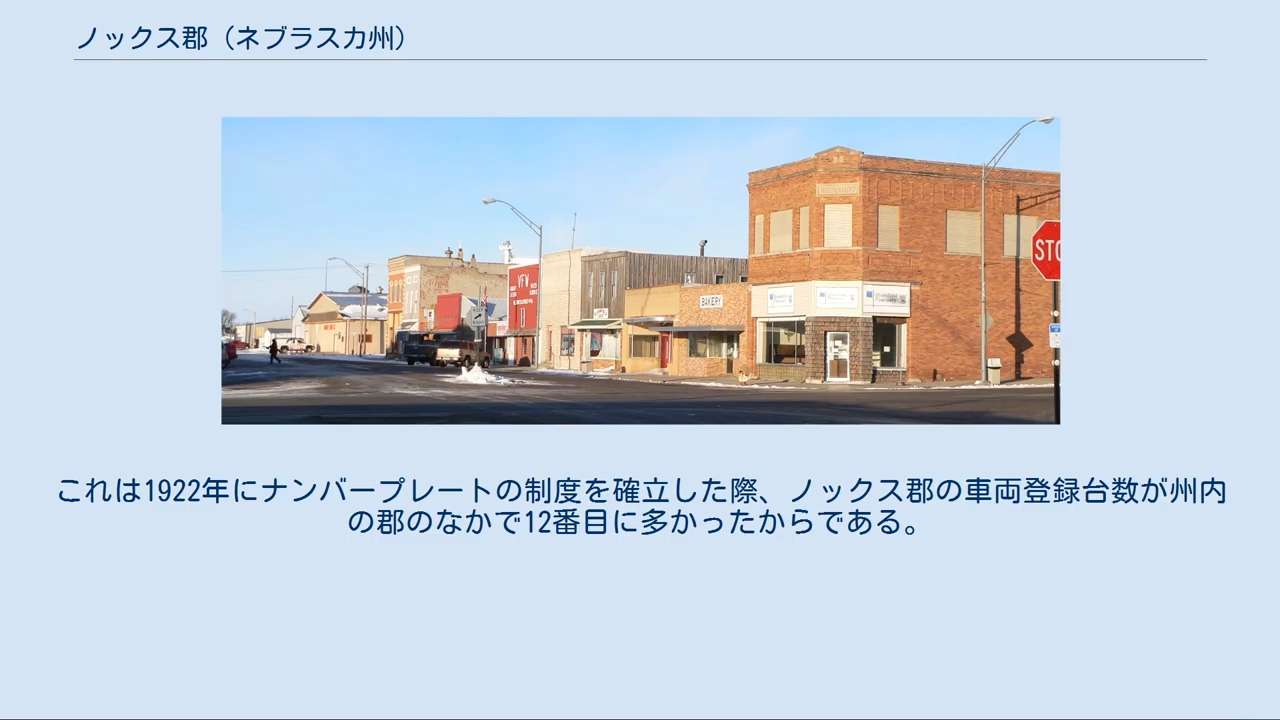 ノックス郡（ネブラスカ州）
VFW
BAKERY
STO
これは1922年にナンバープレートの制度を確立した際、ノックス郡の車両登録台数が州内
の郡のなかで12番目に多かったからである。